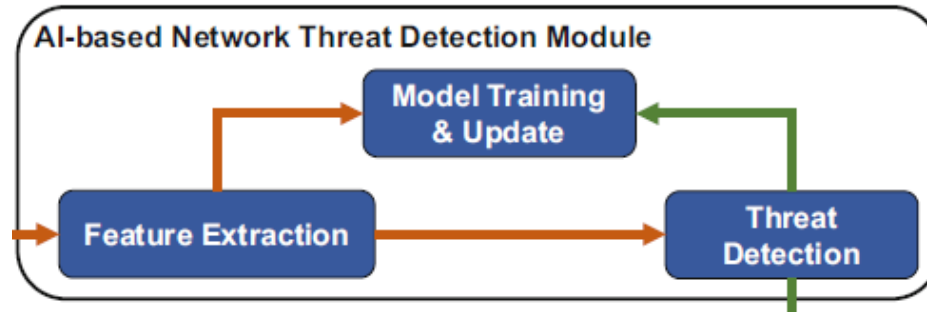 AI-based Network Threat Detection Module
Model Training
& Update
Feature Extraction
Threat
Detection